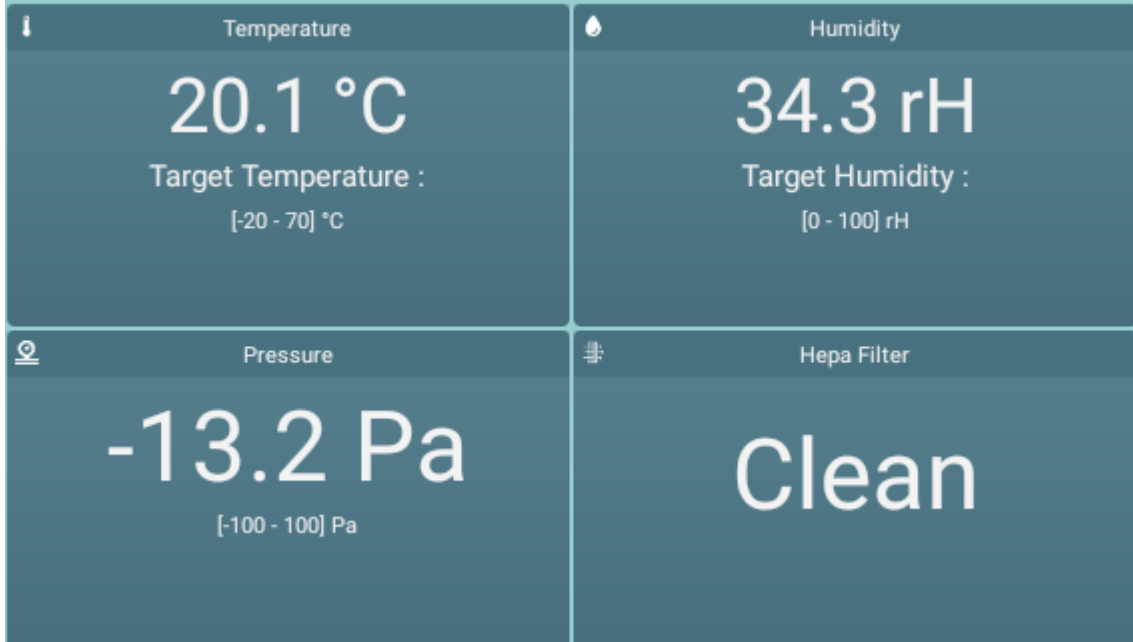 Temperature
20.1 °C
Target Temperature :
[-20 - 70] °C
Humidity
34.3 rH
Target Humidity :
[0 - 100] rH
Pressure
-13.2 Pa
[-100 - 100] Pa
Hepa Filter
Clean